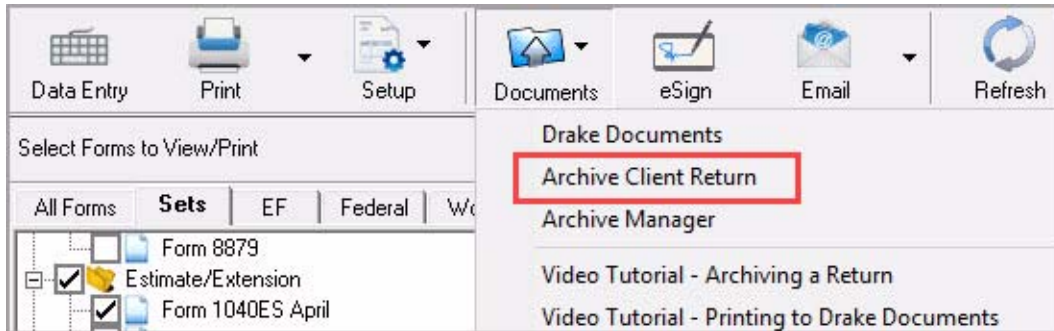 Data Entry Print Setup Documents eSign Email Refresh
Select Forms to View/Print
All Forms Sets EF Federal
Form 8879
Estimate/Extension
Form 1040ES April
Drake Documents
Archive Client Return
Archive Manager
Video Tutorial - Archiving a Return
Video Tutorial - Printing to Drake Documents